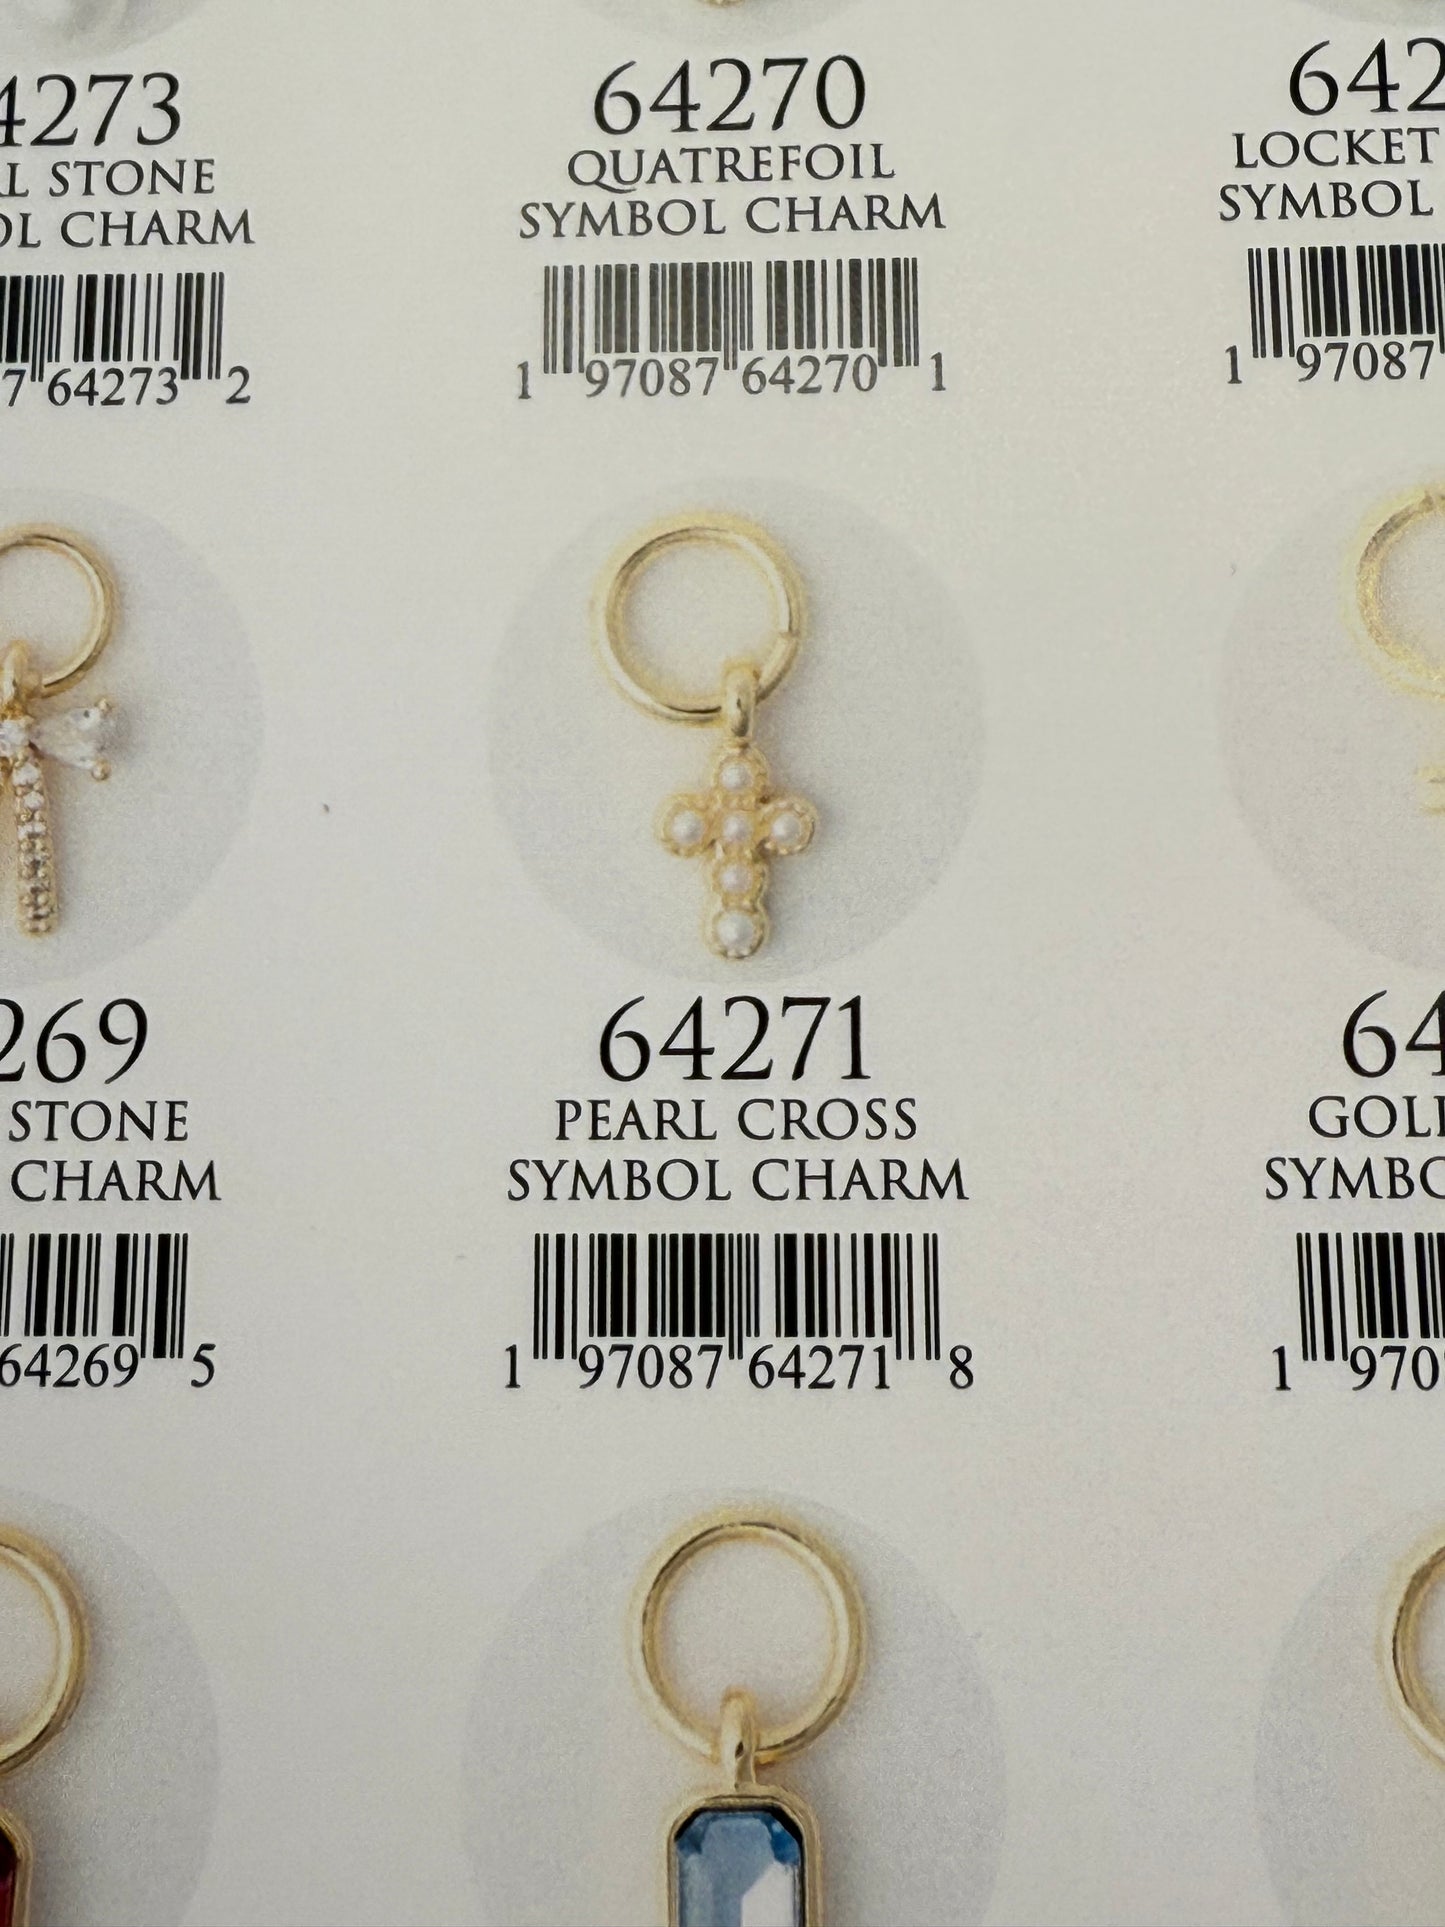 4273
L STONE
OL CHARM
7 64273 2
64270
QUATREFOIL
SYMBOL CHARM
1 97087 64270 1
642
LOCKET
SYMBOL
1 97087
269
STONE
CHARM
64269 5
64271
PEARL CROSS
SYMBOL CHARM
1 97087 64271 8
64
GOL
SYMBO
1 970